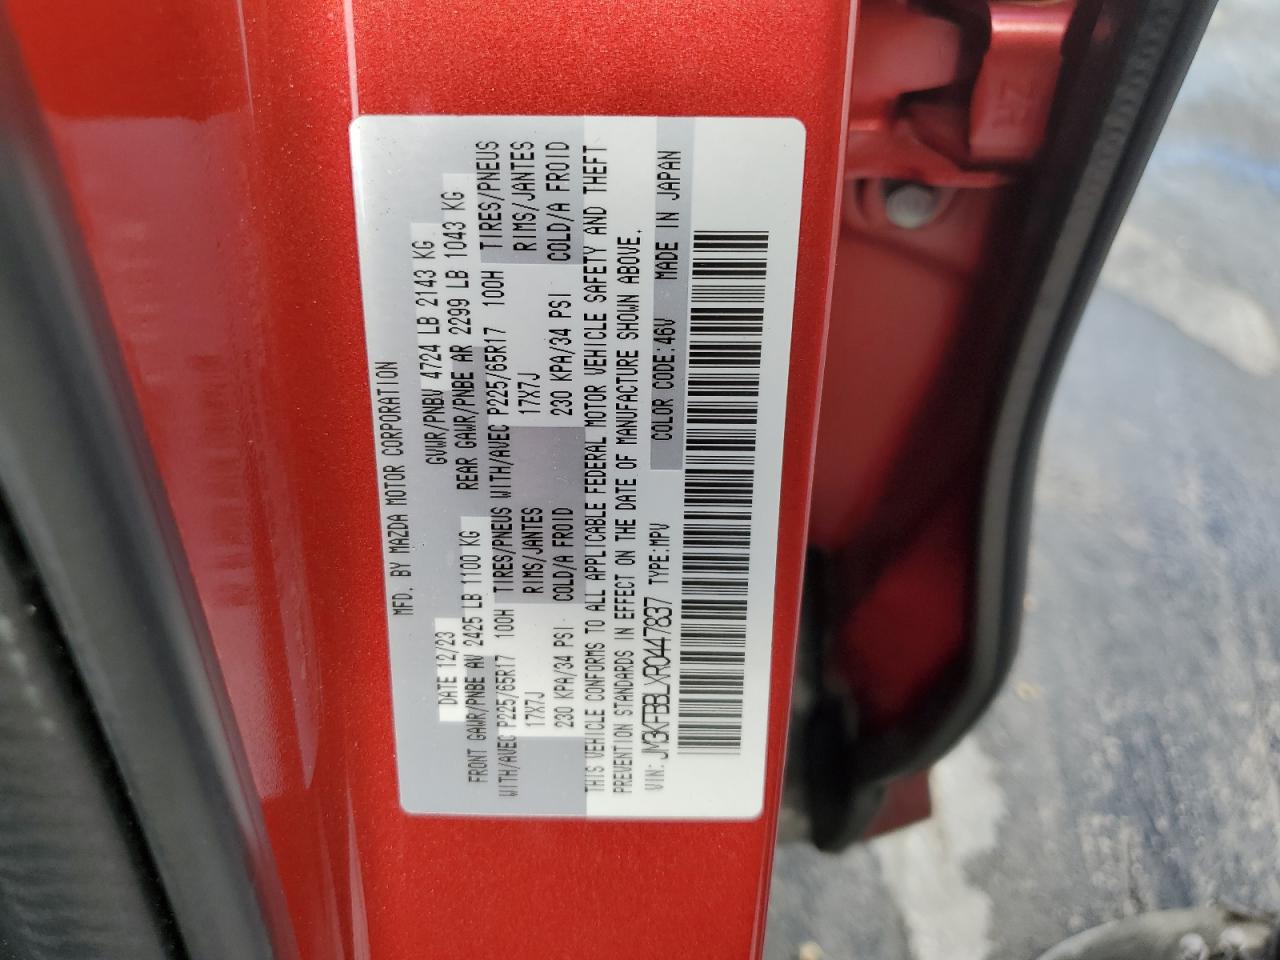 MFD. BY MAZDA MOTOR CORPORATION
DATE 12/23 GVWR/PNBV 4724 LB 2143 KG
FRONT GAWR/PNBE AV 2425 LB 1100 KG REAR GAWR/PNBE AR 2299 LB 1043 KG
WITH/AVEC P225/65R17 100H TIRES/PNEUS WITH/AVEC P225/65R17 100H TIRES/PNEUS
17X7J RIMS/JANTES 17X7J RIMS/JANTES
230 KPA/34 PSI COLD/A FROID 230 KPA/34 PSI COLD/A FROID
THIS VEHICLE CONFORMS TO ALL APPLICABLE FEDERAL MOTOR VEHICLE SAFETY AND THEFT
PREVENTION STANDARDS IN EFFECT ON THE DATE OF MANUFACTURE SHOWN ABOVE.
VIN: JM3KFBBLXR0447837 TYPE:MPV COLOR CODE:46V MADE IN JAPAN